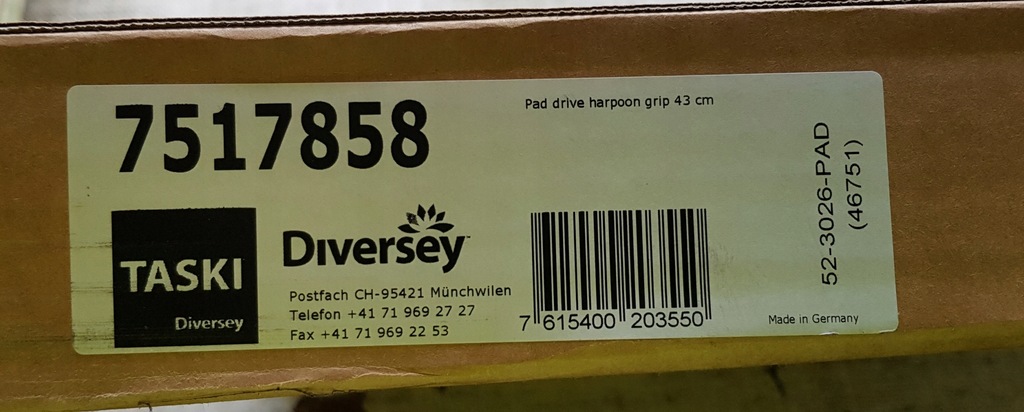 7517858
Pad drive harpoon grip 43 cm
TASKI
Diversey
Diversey™
Postfach CH-95421 Münchwilen
Telefon +41 71 969 27 27
Fax +41 71 969 22 53
7 615400 203550
52-3026-PAD
(46751)
Made in Germany